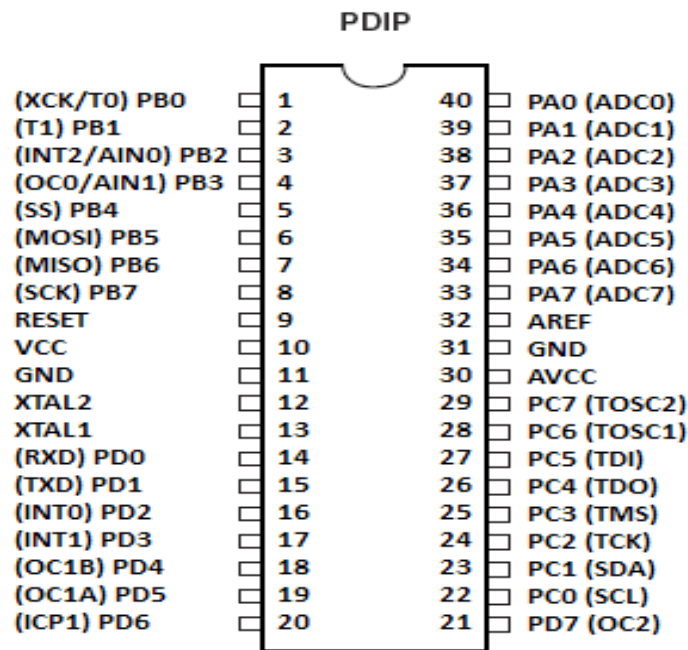 PDIP
(XCK/T0) PB0 1 40 PA0 (ADC0)
(T1) PB1 2 39 PA1 (ADC1)
(INT2/AIN0) PB2 3 38 PA2 (ADC2)
(OC0/AIN1) PB3 4 37 PA3 (ADC3)
(SS) PB4 5 36 PA4 (ADC4)
(MOSI) PB5 6 35 PA5 (ADC5)
(MISO) PB6 7 34 PA6 (ADC6)
(SCK) PB7 8 33 PA7 (ADC7)
RESET 9 32 AREF
VCC 10 31 GND
GND 11 30 AVCC
XTAL2 12 29 PC7 (TOSC2)
XTAL1 13 28 PC6 (TOSC1)
(RXD) PD0 14 27 PC5 (TDI)
(TXD) PD1 15 26 PC4 (TDO)
(INT0) PD2 16 25 PC3 (TMS)
(INT1) PD3 17 24 PC2 (TCK)
(OC1B) PD4 18 23 PC1 (SDA)
(OC1A) PD5 19 22 PC0 (SCL)
(ICP1) PD6 20 21 PD7 (OC2)